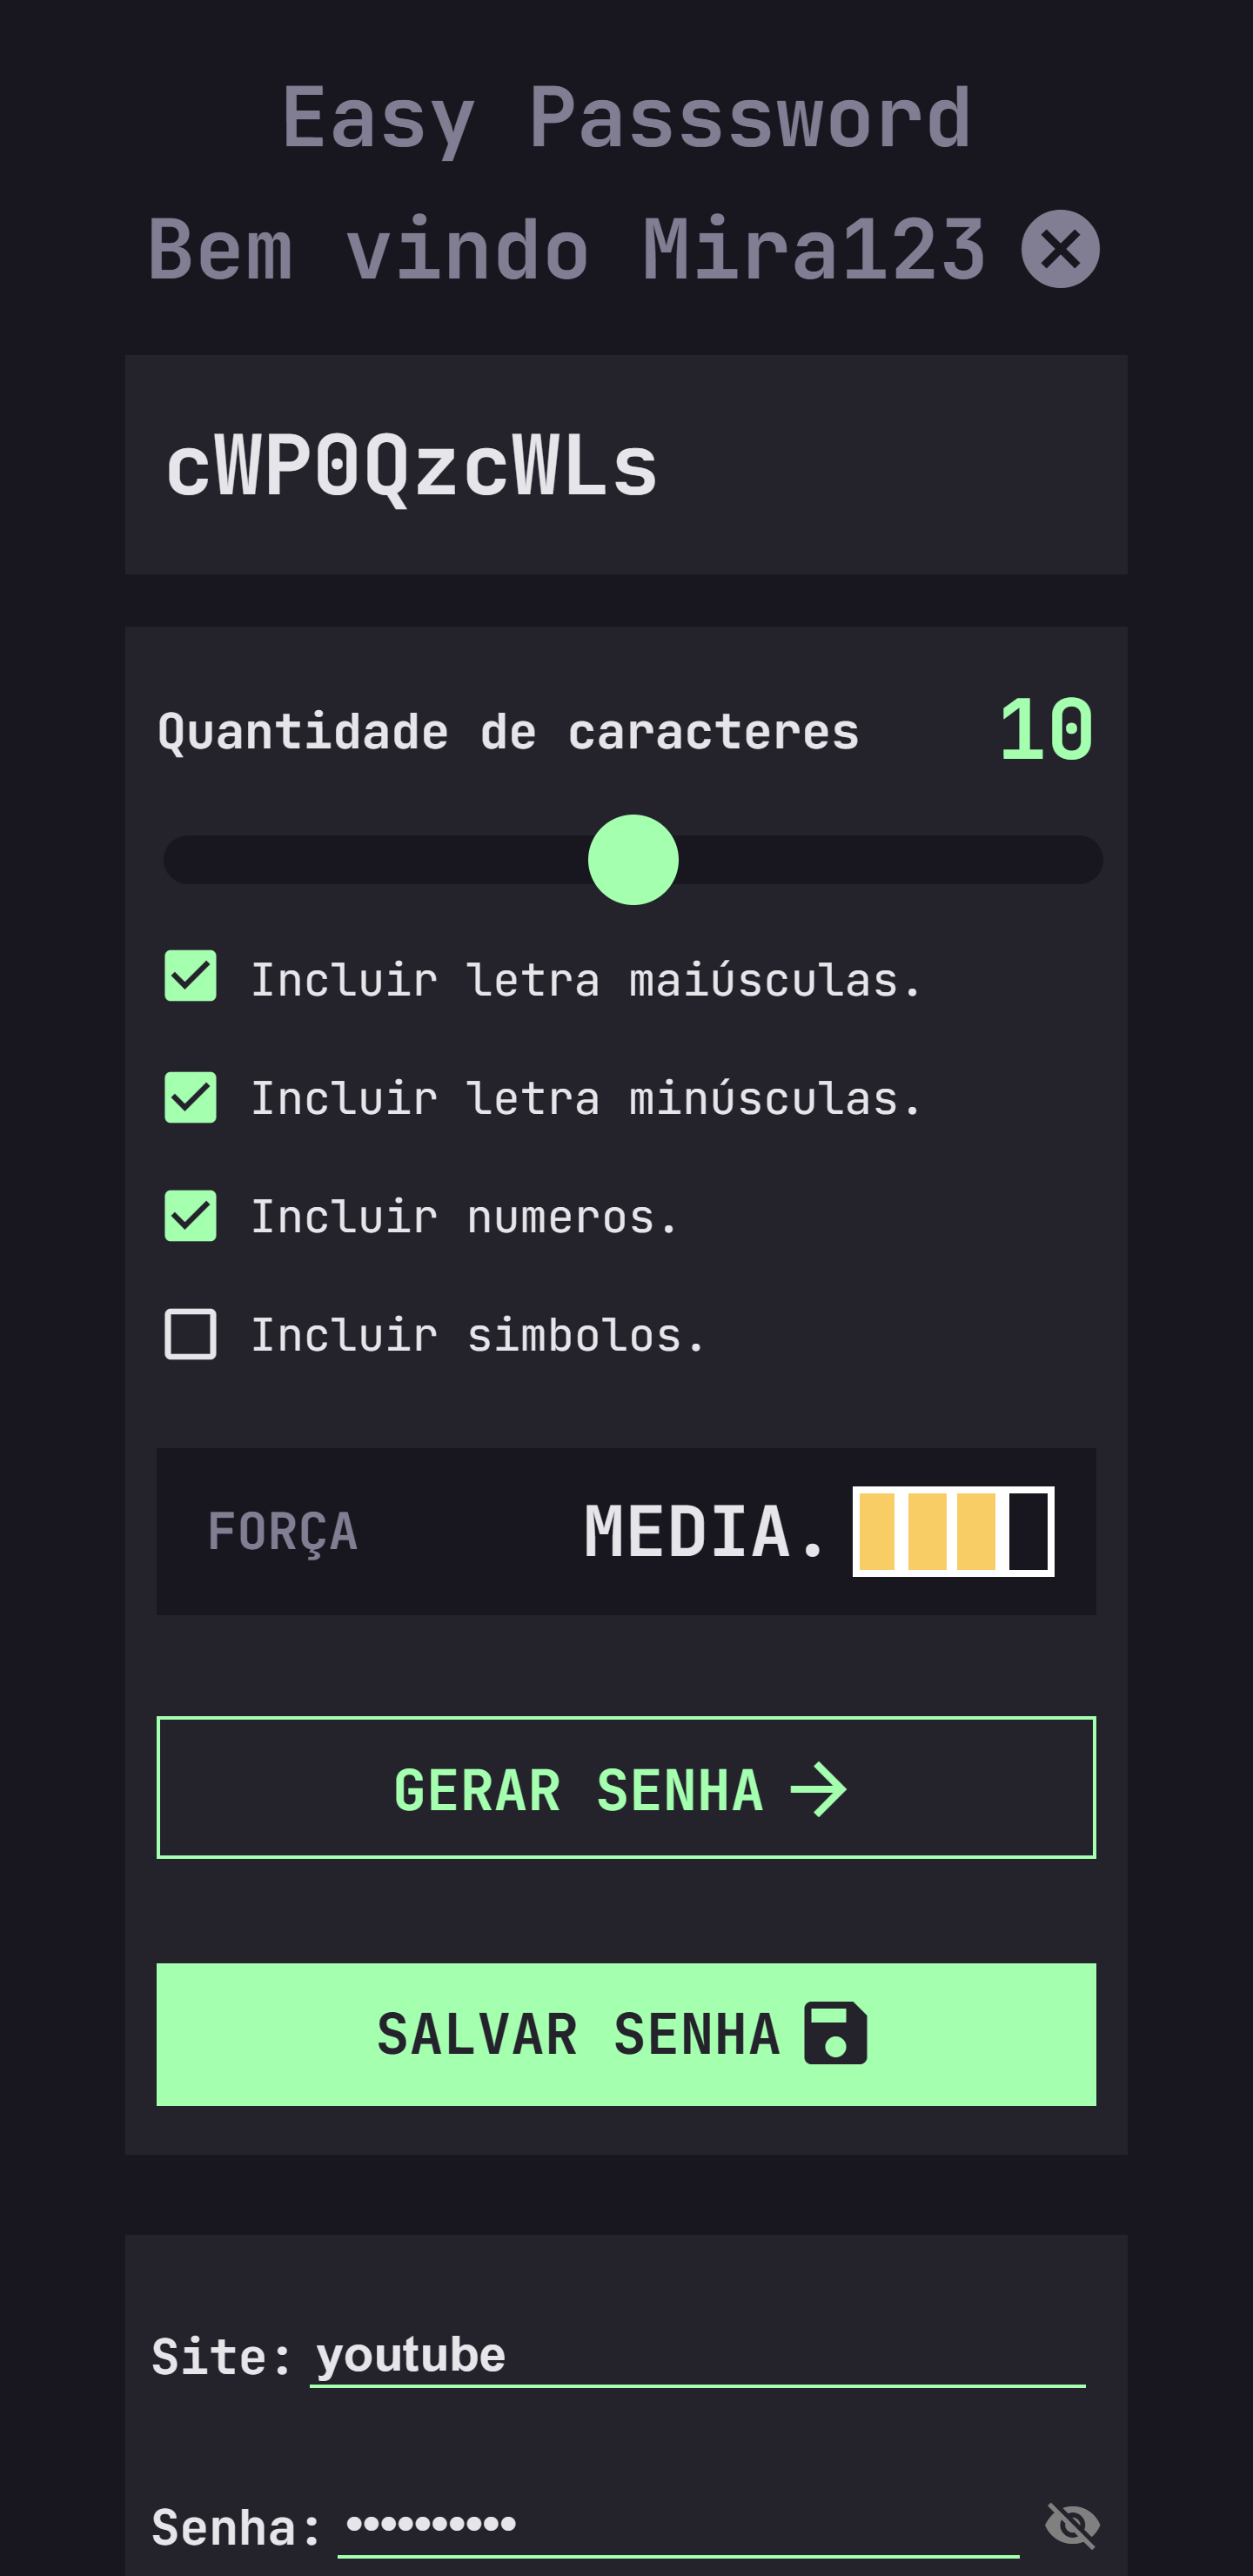 Easy Passsword
Bem vindo Mira123
cWP0QzcWLs
Quantidade de caracteres 10
Incluir letra maiúsculas.
Incluir letra minúsculas.
Incluir numeros.
Incluir simbolos.
FORÇA MEDIA.
GERAR SENHA
SALVAR SENHA
Site: youtube
Senha: ••••••••••